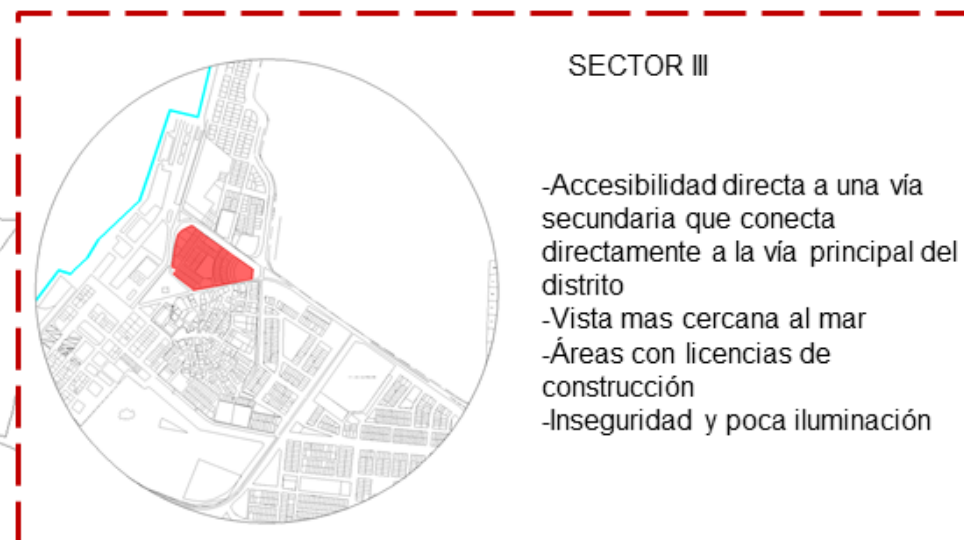 SECTOR III
-Accesibilidad directa a una vía
secundaria que conecta
directamente a la vía principal del
distrito
-Vista mas cercana al mar
-Áreas con licencias de
construcción
-Inseguridad y poca iluminación